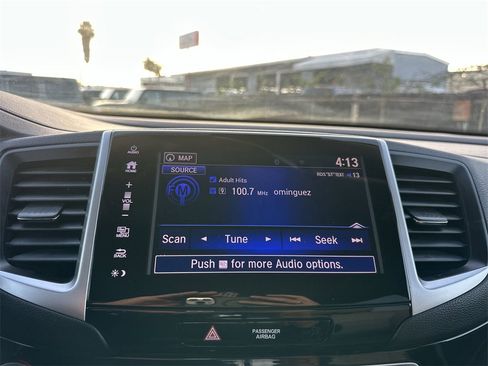 MAP
4:13
SOURCE
Adult Hits
13
FM
100.7 MHz ominguez
HOME
VOL
MENU
BACK
Scan Tune Seek
Push for more Audio options.
PASSENGER
AIRBAG